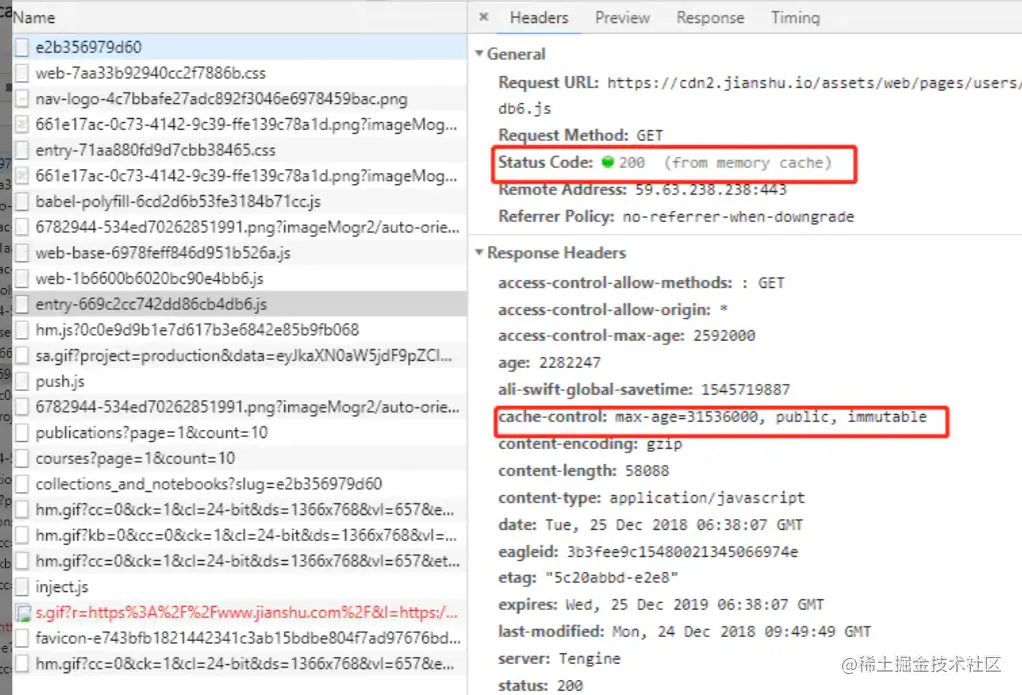 Name
e2b356979d60
web-7aa33b92940cc2f7886b.css
nav-logo-4c7bbafe27adc892f3046e6978459bac.png
661e17ac-0c73-4142-9c39-ffe139c78a1d.png?imageMog...
entry-71aa880fd9d7cbb38465.css
661e17ac-0c73-4142-9c39-ffe139c78a1d.png?imageMog...
babel-polyfill-6cd2d6b53fe3184b71cc.js
6782944-534ed70262851991.png?imageMogr2/auto-orie...
web-base-6978feff846d951b526a.js
web-1b6600b6020bc90e4bb6.js
entry-669c2cc742dd86cb4db6.js
hm.js?0c0e9d9b1e7d617b3e6842e85b9fb068
sa.gif?project=production&data=eyJkaXN0aW5jdF9pZCI...
push.js
6782944-534ed70262851991.png?imageMogr2/auto-orie...
publications?page=1&count=10
courses?page=1&count=10
collections_and_notebooks?slug=e2b356979d60
hm.gif?cc=0&ck=1&cl=24-bit&ds=1366x768&vl=657&e...
hm.gif?kb=0&cc=0&ck=1&cl=24-bit&ds=1366x768&vl=...
hm.gif?cc=0&ck=1&cl=24-bit&ds=1366x768&vl=657&et...
inject.js
s.gif?r=https%3A%2F%2Fwww.jianshu.com%2F&l=https:/...
favicon-e743bfb1821442341c3ab15bdbe804f7ad97676bd...
hm.gif?cc=0&ck=1&cl=24-bit&ds=1366x768&vl=657&e...
× Headers Preview Response Timing
General
Request URL: https://cdn2.jianshu.io/assets/web/pages/users/
db6.js
Request Method: GET
Status Code: 200 (from memory cache)
Remote Address: 59.63.238.238:443
Referrer Policy: no-referrer-when-downgrade
Response Headers
access-control-allow-methods: : GET
access-control-allow-origin: *
access-control-max-age: 2592000
age: 2282247
ali-swift-global-savetime: 1545719887
cache-control: max-age=31536000, public, immutable
content-encoding: gzip
content-length: 58088
content-type: application/javascript
date: Tue, 25 Dec 2018 06:38:07 GMT
eagleid: 3b3fee9c15480021345066974e
etag: "5c20abbd-e2e8"
expires: Wed, 25 Dec 2019 06:38:07 GMT
last-modified: Mon, 24 Dec 2018 09:49:49 GMT
server: Tengine
status: 200
@稀土掘金技术社区